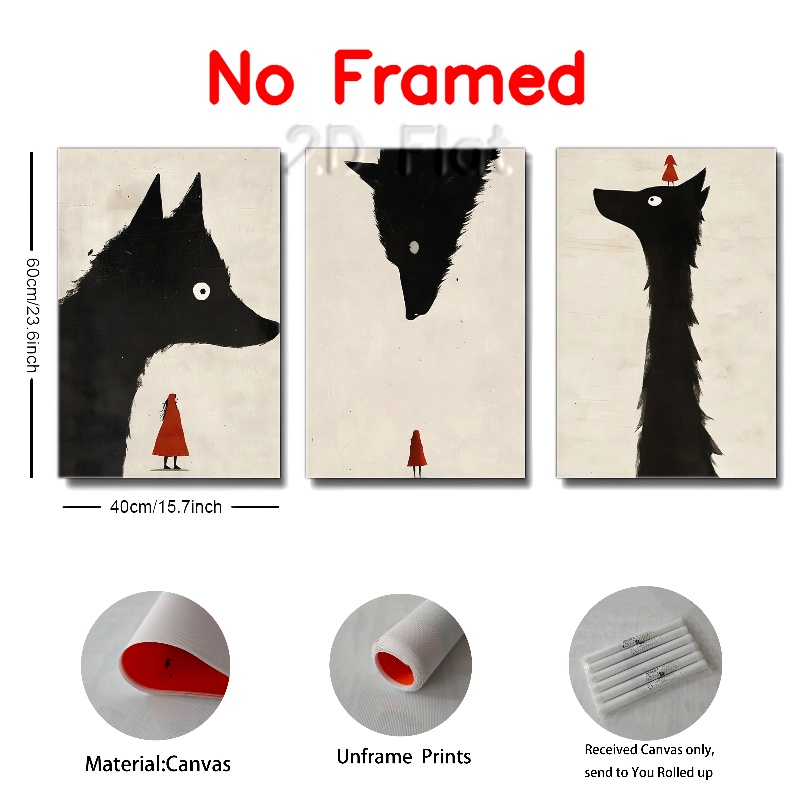 No Framed
2D Flat
60cm/23.6inch
40cm/15.7inch
Material:Canvas
Unframe Prints
Received Canvas only,
send to You Rolled up